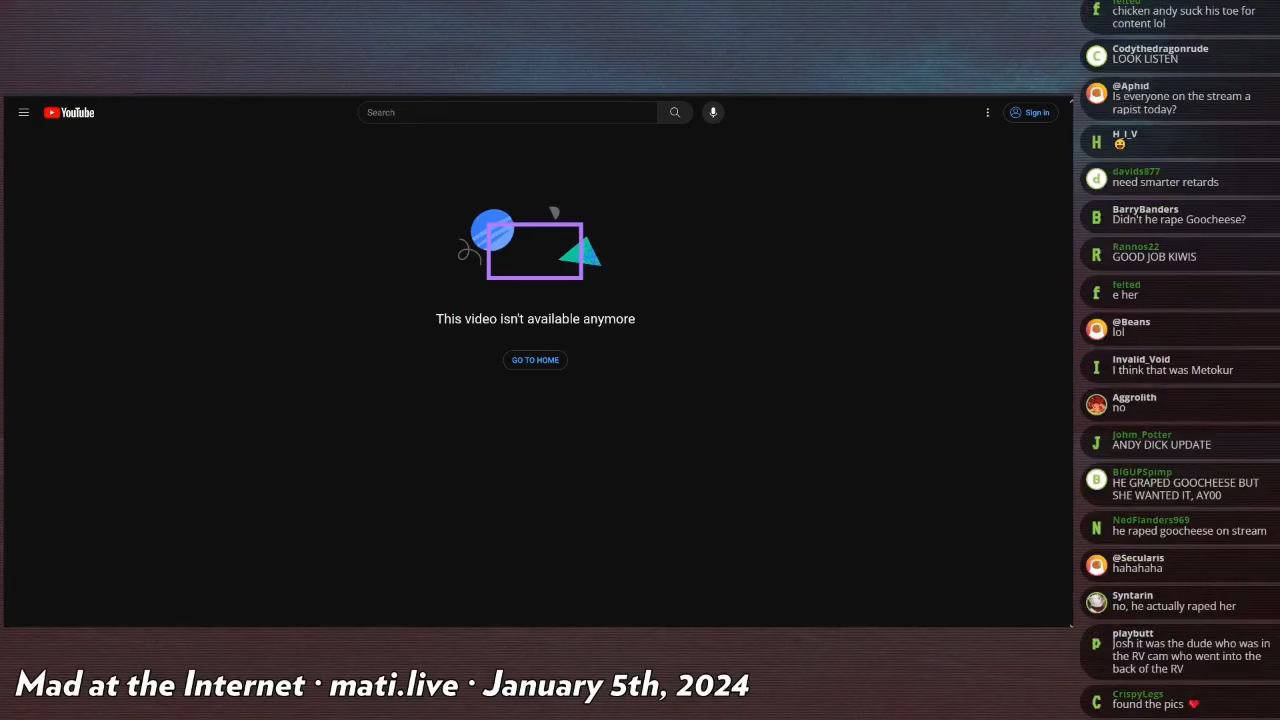 YouTube
Search
Sign in
This video isn't available anymore
GO TO HOME
Mad at the Internet · mati.live · January 5th, 2024
felted
chicken andy suck his toe for
content lol
Codythedragonrude
LOOK LISTEN
@Aphid
Is everyone on the stream a
rapist today?
H_I_V
davids877
need smarter retards
BarryBanders
Didn't he rape Goocheese?
Rannos22
GOOD JOB KIWIS
felted
e her
@Beans
lol
Invalid_Void
I think that was Metokur
Aggrolith
no
Johm_Potter
ANDY DICK UPDATE
BIGUPSpimp
HE GRAPED GOOCHEESE BUT
SHE WANTED IT, AY00
NedFlanders969
he raped goocheese on stream
@Secularis
hahahaha
Syntarin
no, he actually raped her
playbutt
Josh it was the dude who was in
the RV cam who went into the
back of the RV
CrispyLegs
found the pics ❤